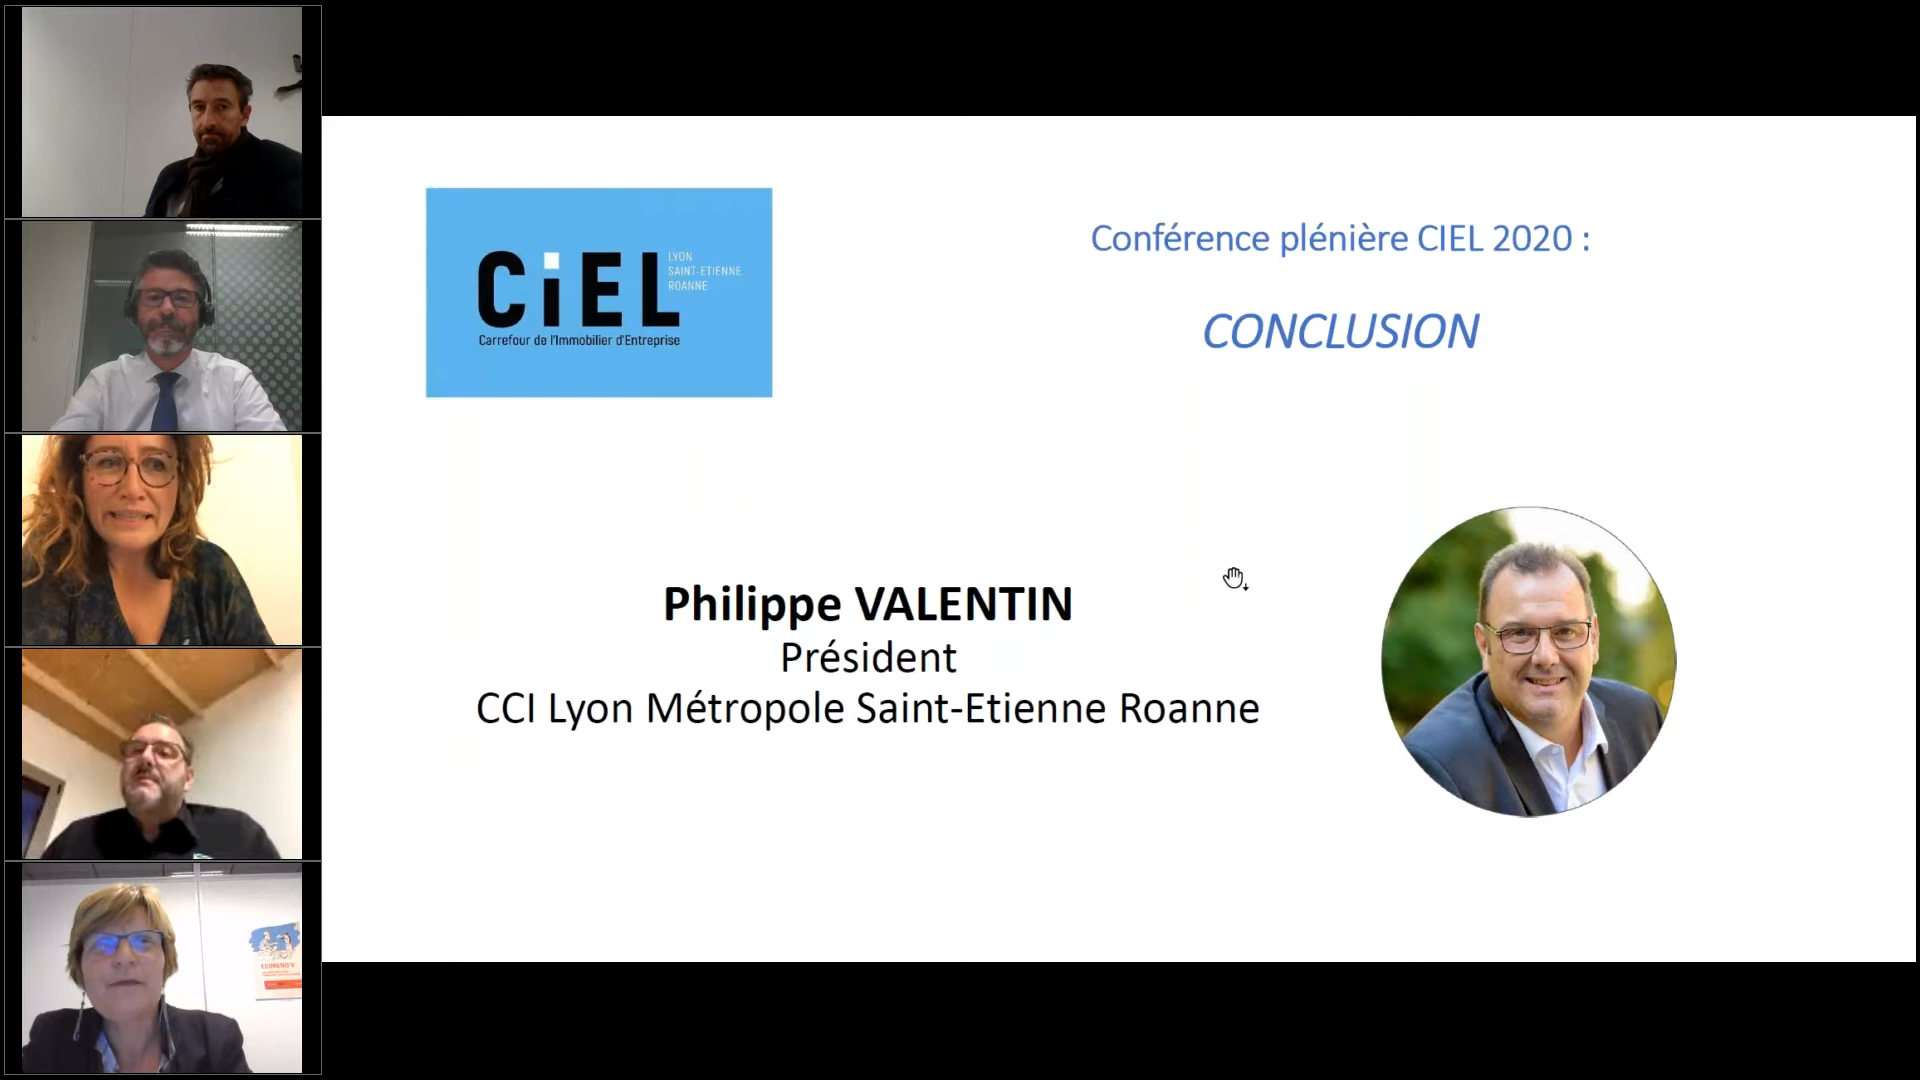 CiEL
LYON
SAINT-ETIENNE
ROANNE
Carrefour de l'Immobilier d'Entreprise
Conférence plénière CIEL 2020 :
CONCLUSION
Philippe VALENTIN
Président
CCI Lyon Métropole Saint-Etienne Roanne